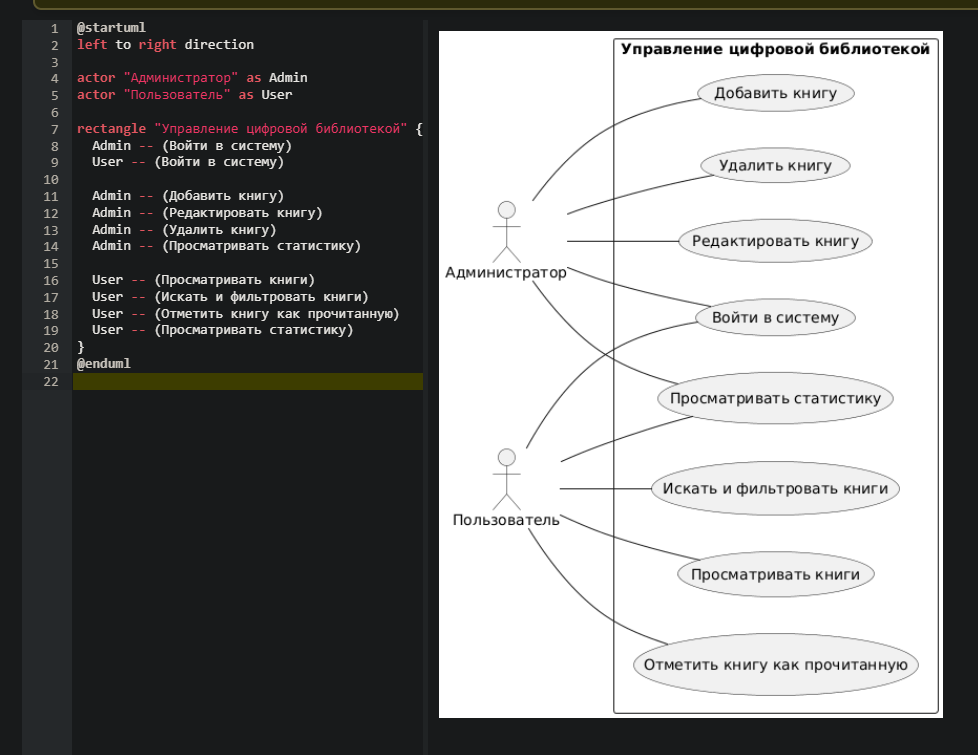 1 @startuml
2 left to right direction
3
4 actor "Администратор" as Admin
5 actor "Пользователь" as User
6
7 rectangle "Управление цифровой библиотекой" {
8 Admin -- (Войти в систему)
9 User -- (Войти в систему)
10
11 Admin -- (Добавить книгу)
12 Admin -- (Редактировать книгу)
13 Admin -- (Удалить книгу)
14 Admin -- (Просматривать статистику)
15
16 User -- (Просматривать книги)
17 User -- (Искать и фильтровать книги)
18 User -- (Отметить книгу как прочитанную)
19 User -- (Просматривать статистику)
20 }
21 @enduml
22
Управление цифровой библиотекой
Добавить книгу
Удалить книгу
Редактировать книгу
Администратор
Войти в систему
Просматривать статистику
Искать и фильтровать книги
Пользователь
Просматривать книги
Отметить книгу как прочитанную